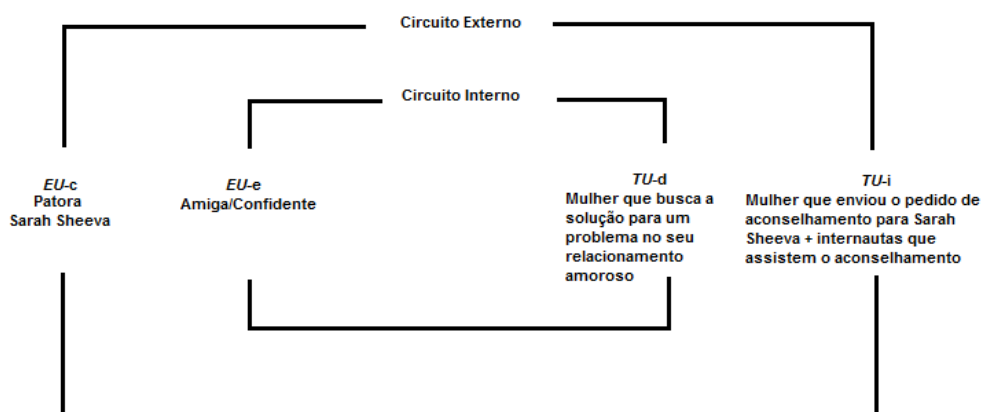 Circuito Externo
Circuito Interno
EU-c
Patora
Sarah Sheeva
EU-e
Amiga/Confidente
TU-d
Mulher que busca a
solução para um
problema no seu
relacionamento
amoroso
TU-i
Mulher que enviou o pedido de
aconselhamento para Sarah
Sheeva + internautas que
assistem o aconselhamento